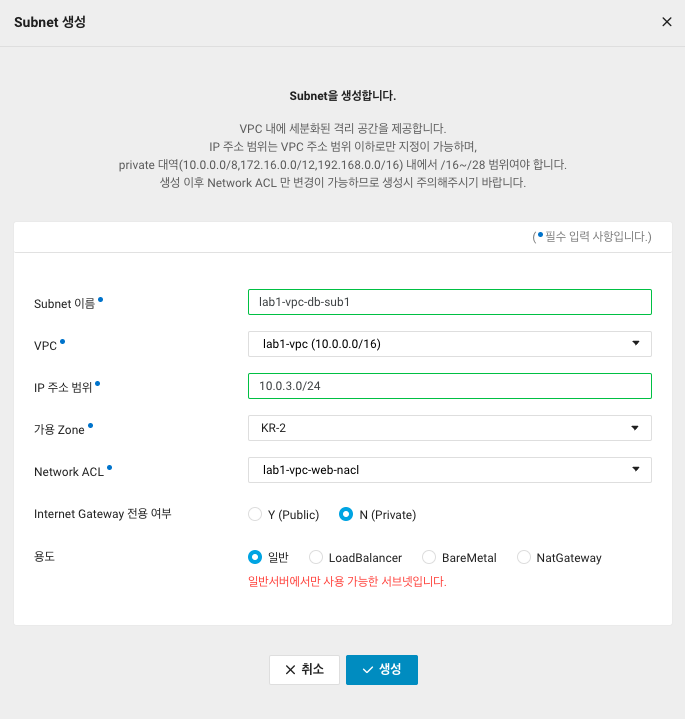 Subnet 생성
Subnet을 생성합니다.
VPC 내에 세분화된 격리 공간을 제공합니다.
IP 주소 범위는 VPC 주소 범위 이하로만 지정이 가능하며,
private 대역(10.0.0.0/8,172.16.0.0/12,192.168.0.0/16) 내에서 /16~/28 범위여야 합니다.
생성 이후 Network ACL 만 변경이 가능하므로 생성시 주의해주시기 바랍니다.
(•필수 입력 사항입니다.)
Subnet 이름• lab1-vpc-db-sub1
VPC• lab1-vpc (10.0.0.0/16)
IP 주소 범위• 10.0.3.0/24
가용 Zone• KR-2
Network ACL• lab1-vpc-web-nacl
Internet Gateway 전용 여부 Y (Public) N (Private)
용도 일반 LoadBalancer BareMetal NatGateway
일반서버에서만 사용 가능한 서브넷입니다.
취소 생성